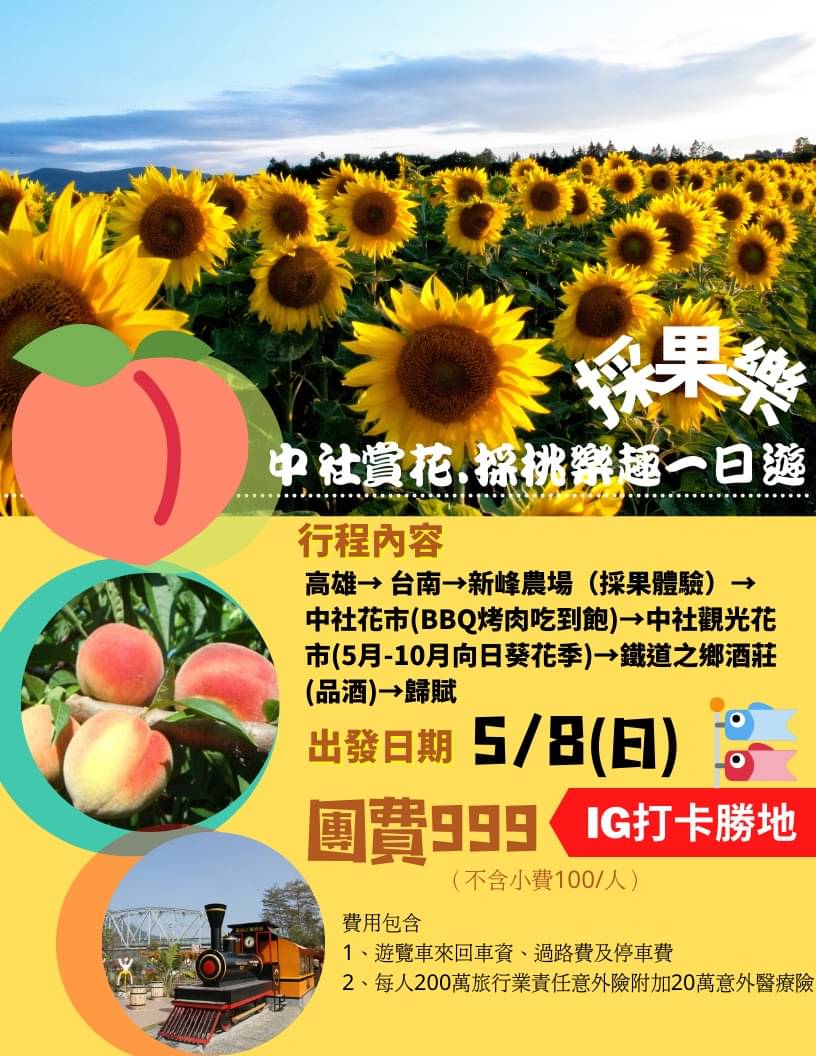 採果樂
中社賞花.採桃樂趣一日遊
行程內容
高雄→ 台南→新峰農場（採果體驗）→
中社花市(BBQ烤肉吃到飽)→中社觀光花
市(5月-10月向日葵花季)→鐵道之鄉酒莊
(品酒)→歸賦
出發日期 5/8(日)
團費999
IG打卡勝地
（不含小費100/人）
費用包含
1、遊覽車來回車資、過路費及停車費
2、每人200萬旅行業責任意外險附加20萬意外醫療險